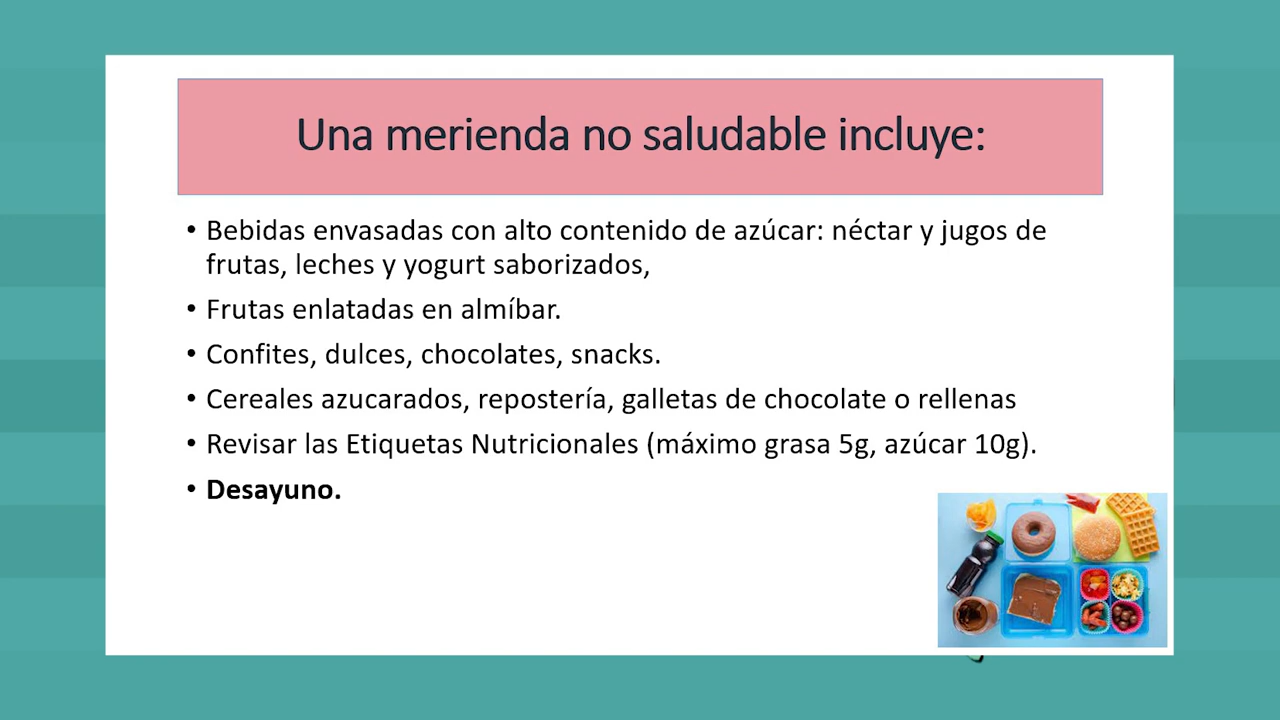 Una merienda no saludable incluye:
• Bebidas envasadas con alto contenido de azúcar: néctar y jugos de
frutas, leches y yogurt saborizados,
• Frutas enlatadas en almíbar.
• Confites, dulces, chocolates, snacks.
• Cereales azucarados, repostería, galletas de chocolate o rellenas
• Revisar las Etiquetas Nutricionales (máximo grasa 5g, azúcar 10g).
• Desayuno.